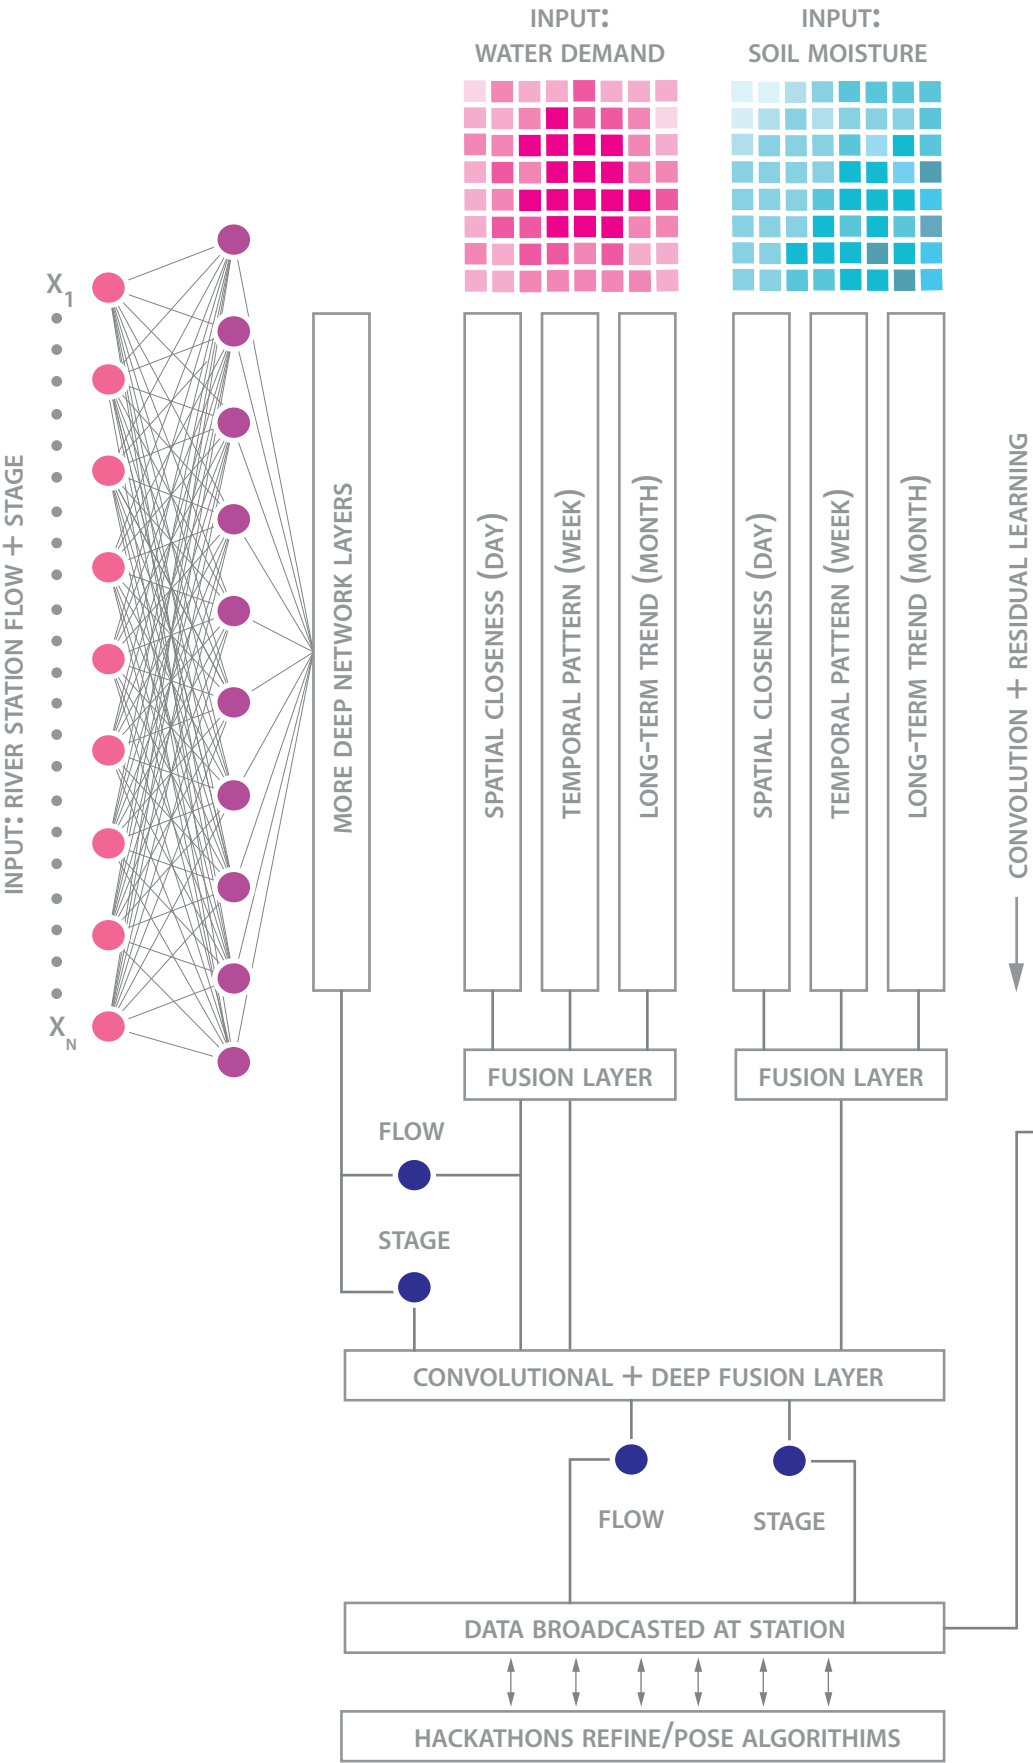 INPUT:
WATER DEMAND
INPUT:
SOIL MOISTURE
INPUT: RIVER STATION FLOW + STAGE
X1
XN
MORE DEEP NETWORK LAYERS
SPATIAL CLOSENESS (DAY)
TEMPORAL PATTERN (WEEK)
LONG-TERM TREND (MONTH)
SPATIAL CLOSENESS (DAY)
TEMPORAL PATTERN (WEEK)
LONG-TERM TREND (MONTH)
CONVOLUTION + RESIDUAL LEARNING
FUSION LAYER
FUSION LAYER
FLOW
STAGE
CONVOLUTIONAL + DEEP FUSION LAYER
FLOW
STAGE
DATA BROADCASTED AT STATION
HACKATHONS REFINE/POSE ALGORITHIMS